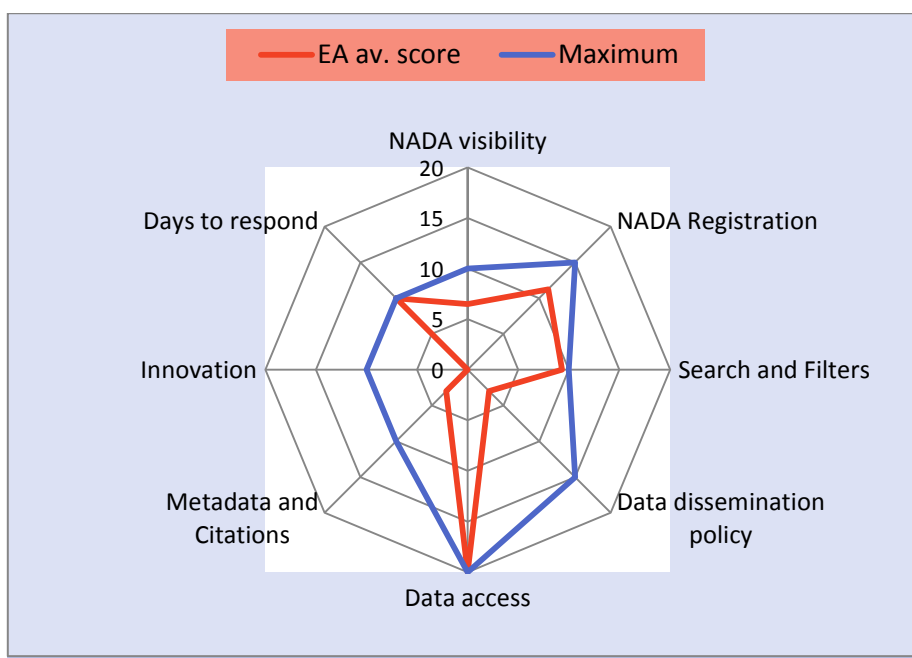 EA av. score Maximum
NADA visibility
20
15
10
5
0
Days to respond
NADA Registration
Innovation
Search and Filters
Metadata and
Citations
Data dissemination
policy
Data access